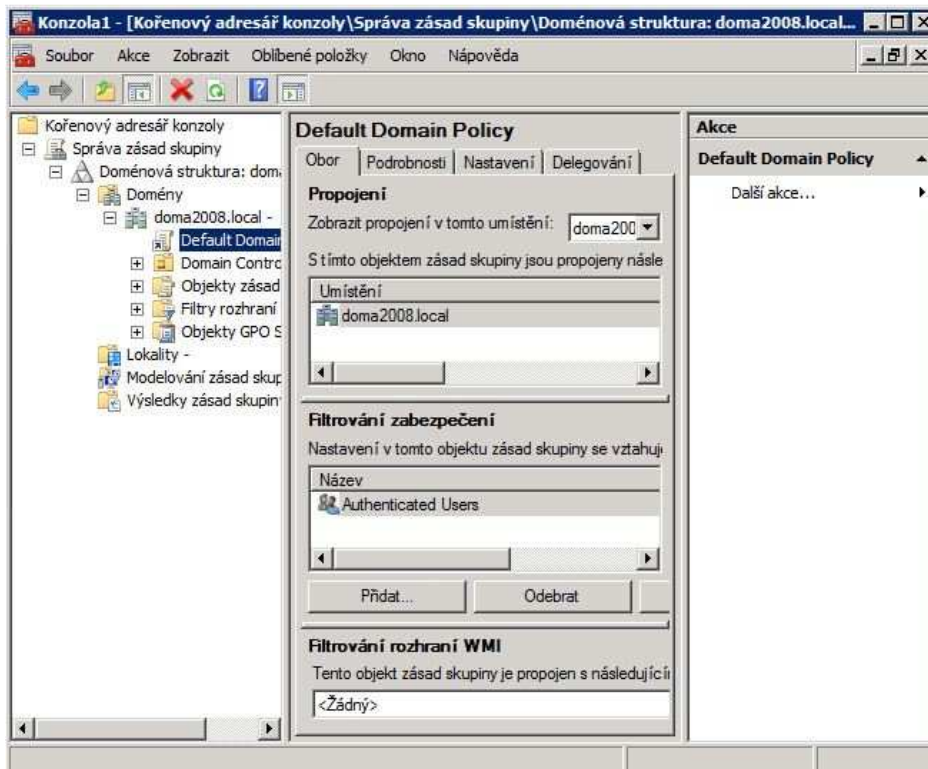 Konzola1 - [Kořenový adresář konzoly\Správa zásad skupiny\Doménová struktura: doma2008.local...
Soubor Akce Zobrazit Oblíbené položky Okno Nápověda
Kořenový adresář konzoly
Správa zásad skupiny
Doménová struktura: doma
Domény
doma2008.local -
Default Domain
Domain Contro
Objekty zásad
Filtry rozhraní
Objekty GPO S
Lokality -
Modelování zásad skup
Výsledky zásad skupin
Default Domain Policy
Obor Podrobnosti Nastavení Delegování
Propojení
Zobrazit propojení v tomto umístění: doma200
S tímto objektem zásad skupiny jsou propojeny násle
Umístění
doma2008.local
Filtrování zabezpečení
Nastavení v tomto objektu zásad skupiny se vztahuj
Název
Authenticated Users
Přidat... Odebrat
Filtrování rozhraní WMI
Tento objekt zásad skupiny je propojen s následující
<Žádný>
Akce
Default Domain Policy
Další akce...